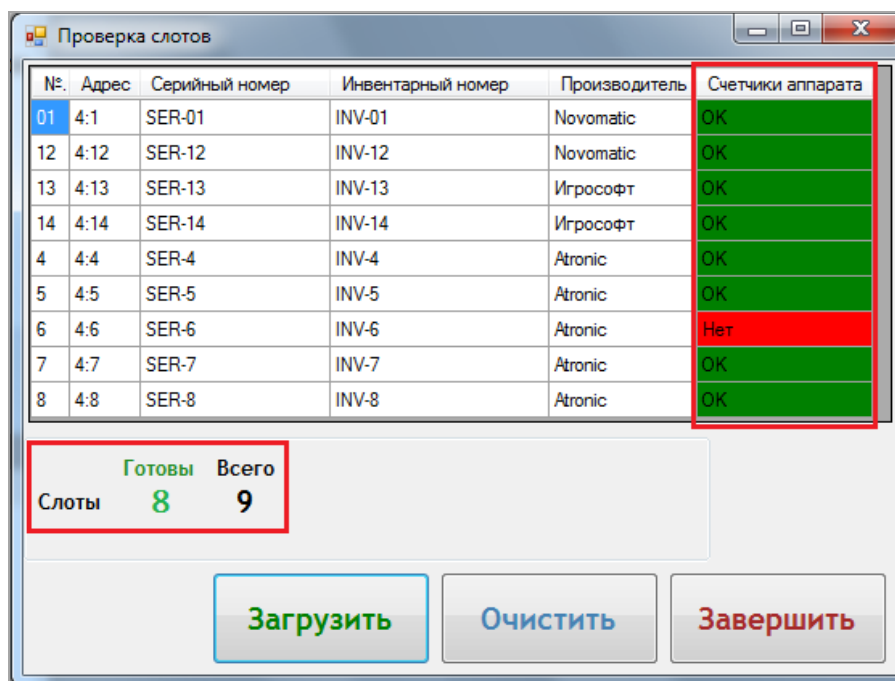 Проверка слотов
№. Адрес Серийный номер Инвентарный номер Производитель Счетчики аппарата
01 4:1 SER-01 INV-01 Novomatic OK
12 4:12 SER-12 INV-12 Novomatic OK
13 4:13 SER-13 INV-13 Игрософт OK
14 4:14 SER-14 INV-14 Игрософт OK
4 4:4 SER-4 INV-4 Atronic OK
5 4:5 SER-5 INV-5 Atronic OK
6 4:6 SER-6 INV-6 Atronic Нет
7 4:7 SER-7 INV-7 Atronic OK
8 4:8 SER-8 INV-8 Atronic OK
Готовы Всего
Слоты 8 9
Загрузить Очистить Завершить